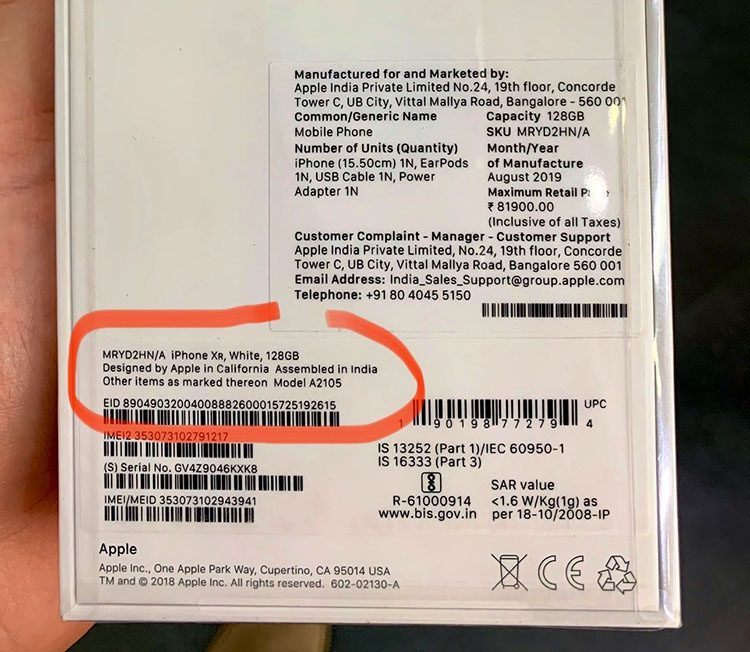 Manufactured for and Marketed by:
Apple India Private Limited No.24, 19th floor, Concorde
Tower C, UB City, Vittal Mallya Road, Bangalore - 560 001
Common/Generic Name
Mobile Phone
Number of Units (Quantity)
iPhone (15.50cm) 1N, EarPods
1N, USB Cable 1N, Power
Adapter 1N
Capacity 128GB
SKU MRYD2HN/A
Month/Year
of Manufacture
August 2019
Maximum Retail
₹ 81900.00
(Inclusive of all Taxes)
Customer Complaint - Manager - Customer Support
Apple India Private Limited, No.24, 19th floor, Concorde
Tower C, UB City, Vittal Mallya Road, Bangalore 560 001
Email Address: India_Sales_Support@group.apple.com
Telephone: +91 80 4045 5150
MRYD2HN/A iPhone XR, White, 128GB
Designed by Apple in California Assembled in India
Other items as marked thereon Model A2105
EID 89049032004008882600015725192615
IMEI2 353073102791217
(S) Serial No. GV4Z9046KXK8
IMEI/MEID 353073102943941
1 90198 77279 4
UPC
IS 13252 (Part 1)/IEC 60950-1
IS 16333 (Part 3)
R-61000914
www.bis.gov.in
SAR value
<1.6 W/Kg(1g) as
per 18-10/2008-IP
Apple
Apple Inc., One Apple Park Way, Cupertino, CA 95014 USA
TM and © 2018 Apple Inc. All rights reserved. 602-02130-A
CE